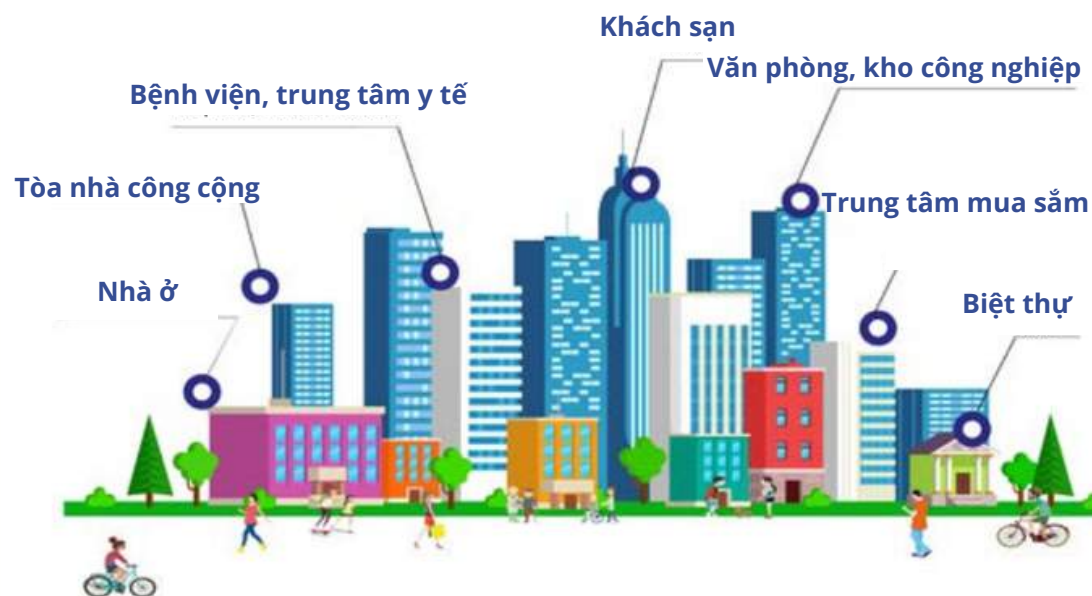 Khách sạn
Văn phòng, kho công nghiệp
Bệnh viện, trung tâm y tế
Tòa nhà công cộng
Trung tâm mua sắm
Nhà ở
Biệt thự